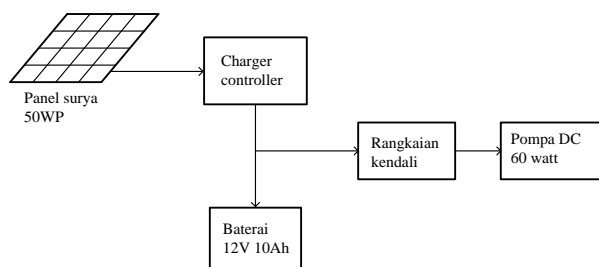 Panel surya
50WP
Charger
controller
Rangkaian
kendali
Pompa DC
60 watt
Baterai
12V 10Ah